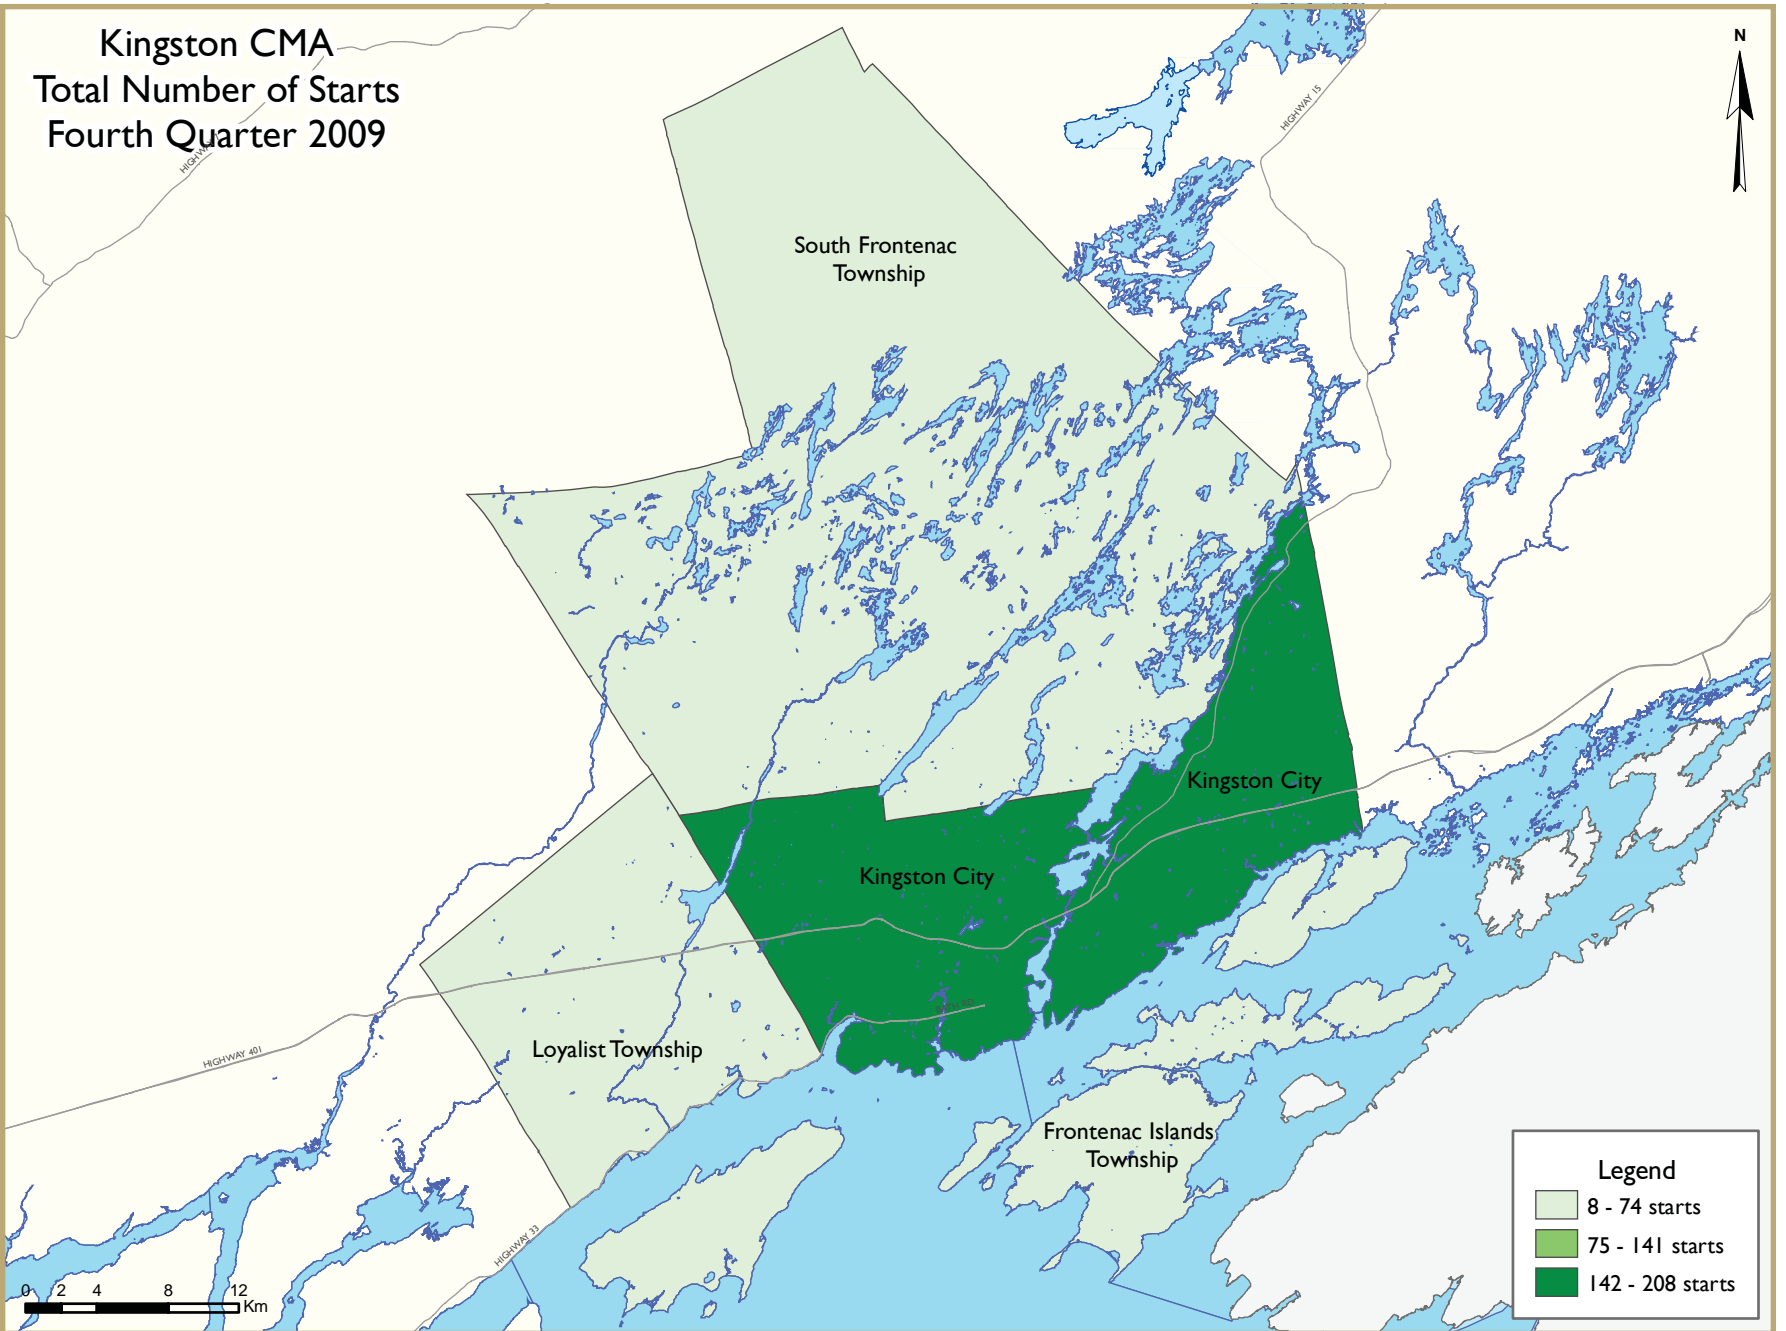 Kingston CMA
Total Number of Starts
Fourth Quarter 2009
N
HIGHWAY 15
South Frontenac
Township
Kingston City
Kingston City
Loyalist Township
HIGHWAY 401
Frontenac Islands
Township
HIGHWAY 33
0 2 4 8 12
Km
Legend
8 - 74 starts
75 - 141 starts
142 - 208 starts